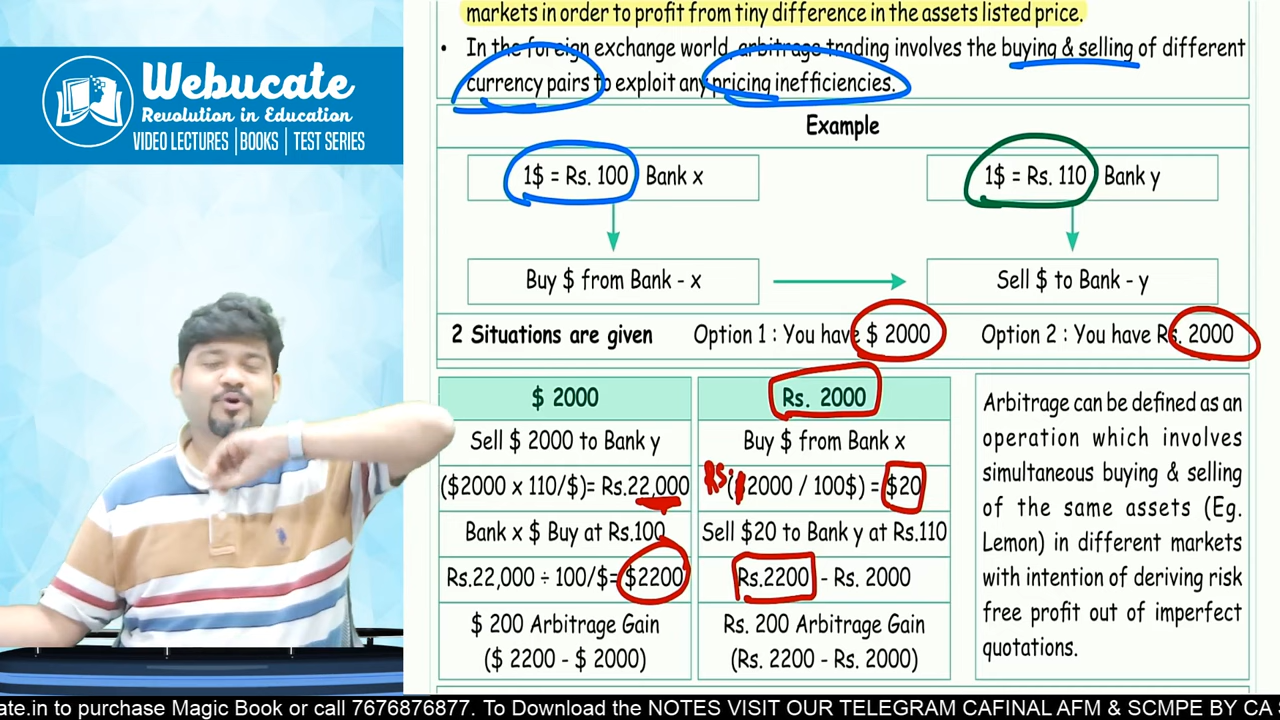 markets in order to profit from tiny difference in the assets listed price.
• In the foreign exchange world, arbitrage trading involves the buying & selling of different
currency pairs to exploit any pricing inefficiencies.
Webucate
Revolution in Education
VIDEO LECTURES | BOOKS | TEST SERIES
Example
1$ = Rs. 100 Bank x
1$ = Rs. 110 Bank y
Buy $ from Bank - x
Sell $ to Bank - y
2 Situations are given
Option 1 : You have $ 2000
Option 2 : You have Rs. 2000
$ 2000
Sell $ 2000 to Bank y
($2000 x 110/$)= Rs.22,000
Bank x $ Buy at Rs.100
Rs.22,000 ÷ 100/$= $2200
$ 200 Arbitrage Gain
($ 2200 - $ 2000)
Rs. 2000
Buy $ from Bank x
Rs. ($2000 / 100$) = $20
Sell $20 to Bank y at Rs.110
Rs.2200 - Rs. 2000
Rs. 200 Arbitrage Gain
(Rs. 2200 - Rs. 2000)
Arbitrage can be defined as an
operation which involves
simultaneous buying & selling
of the same assets (Eg.
Lemon) in different markets
with intention of deriving risk
free profit out of imperfect
quotations.
ate.in to purchase Magic Book or call 7676876877. To Download the NOTES VISIT OUR TELEGRAM CAFINAL AFM & SCMPE BY CA